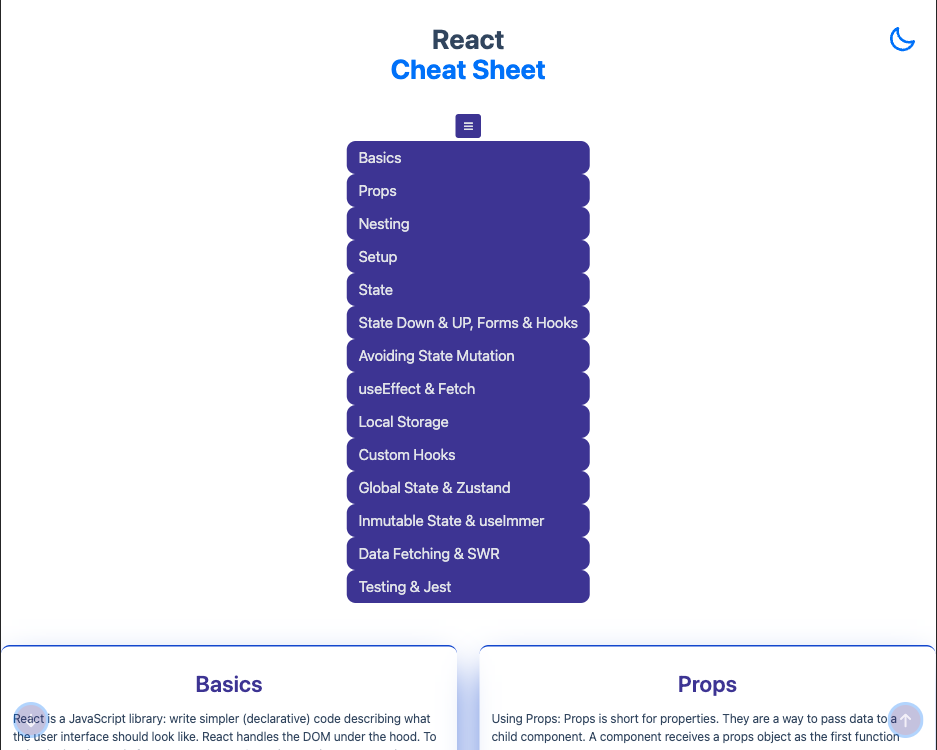 React
Cheat Sheet
Basics
Props
Nesting
Setup
State
State Down & UP, Forms & Hooks
Avoiding State Mutation
useEffect & Fetch
Local Storage
Custom Hooks
Global State & Zustand
Inmutable State & useImmer
Data Fetching & SWR
Testing & Jest
Basics
React is a JavaScript library: write simpler (declarative) code describing what
the user interface should look like. React handles the DOM under the hood. To
Props
Using Props: Props is short for properties. They are a way to pass data to a
child component. A component receives a props object as the first function